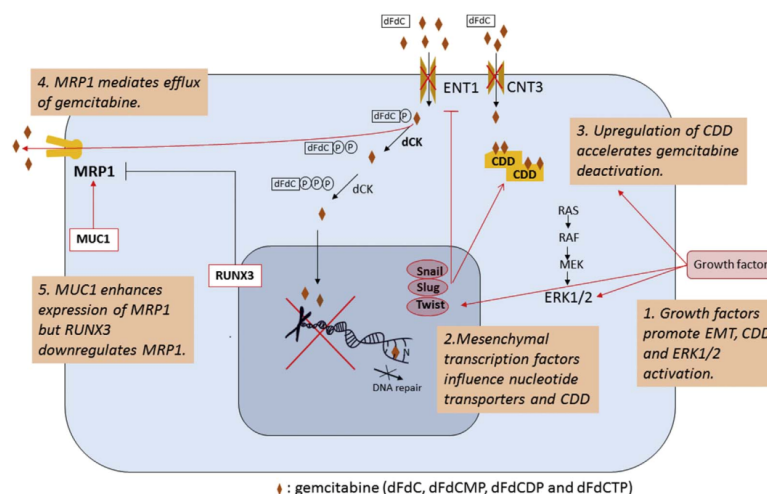 dFdC
dFdC
ENT1
CNT3
4. MRP1 mediates efflux
of gemcitabine.
dFdC P
dCK
dFdC P P
dFdC P P P
dCK
MRP1
MUC1
RUNX3
CDD
CDD
3. Upregulation of CDD
accelerates gemcitabine
deactivation.
RAS
RAF
MEK
ERK1/2
Growth factor
Snail
Slug
Twist
5. MUC1 enhances
expression of MRP1
but RUNX3
downregulates MRP1.
N
DNA repair
2.Mesenchymal
transcription factors
influence nucleotide
transporters and CDD
1. Growth factors
promote EMT, CDD
and ERK1/2
activation.
: gemcitabine (dFdC, dFdCMP, dFdCDP and dFdCTP)